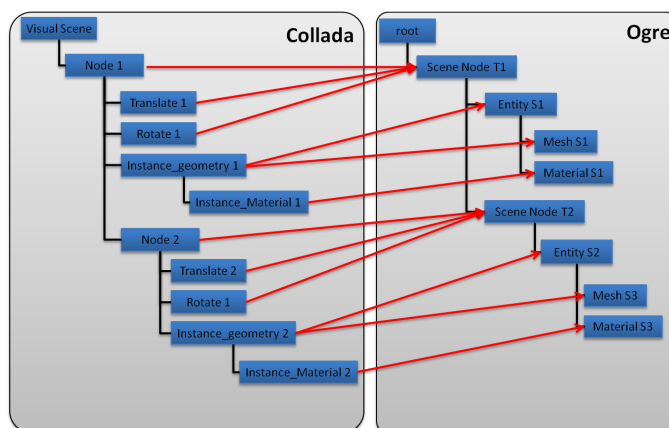 Visual Scene
Collada
Node 1
Translate 1
Rotate 1
Instance_geometry 1
Instance_Material 1
Node 2
Translate 2
Rotate 1
Instance_geometry 2
Instance_Material 2
root
Ogre
Scene Node T1
Entity S1
Mesh S1
Material S1
Scene Node T2
Entity S2
Mesh S3
Material S3